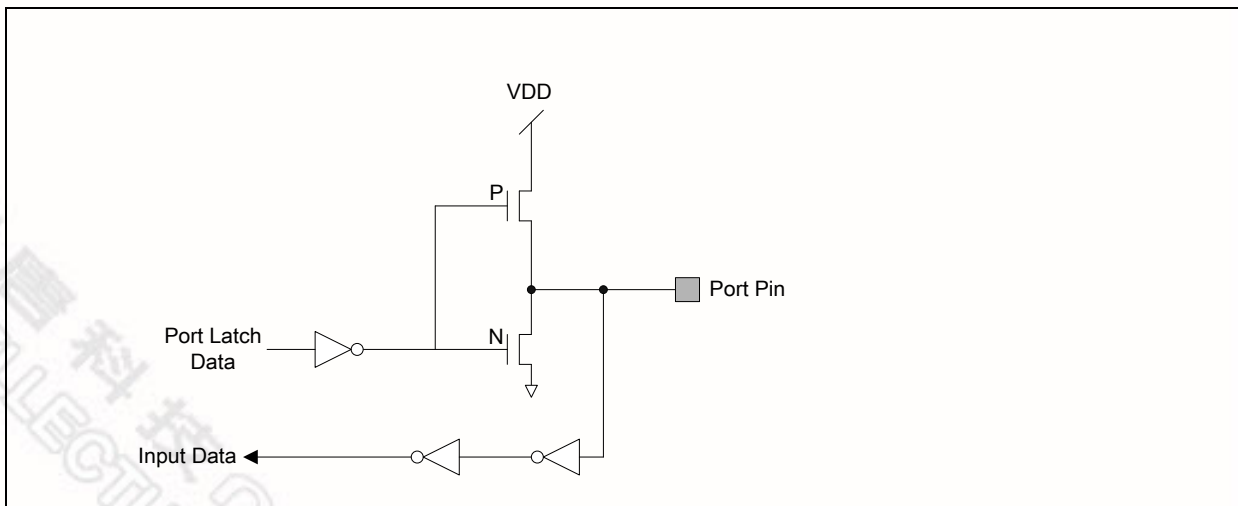 VDD
P
Port Pin
N
Port Latch
Data
Input Data